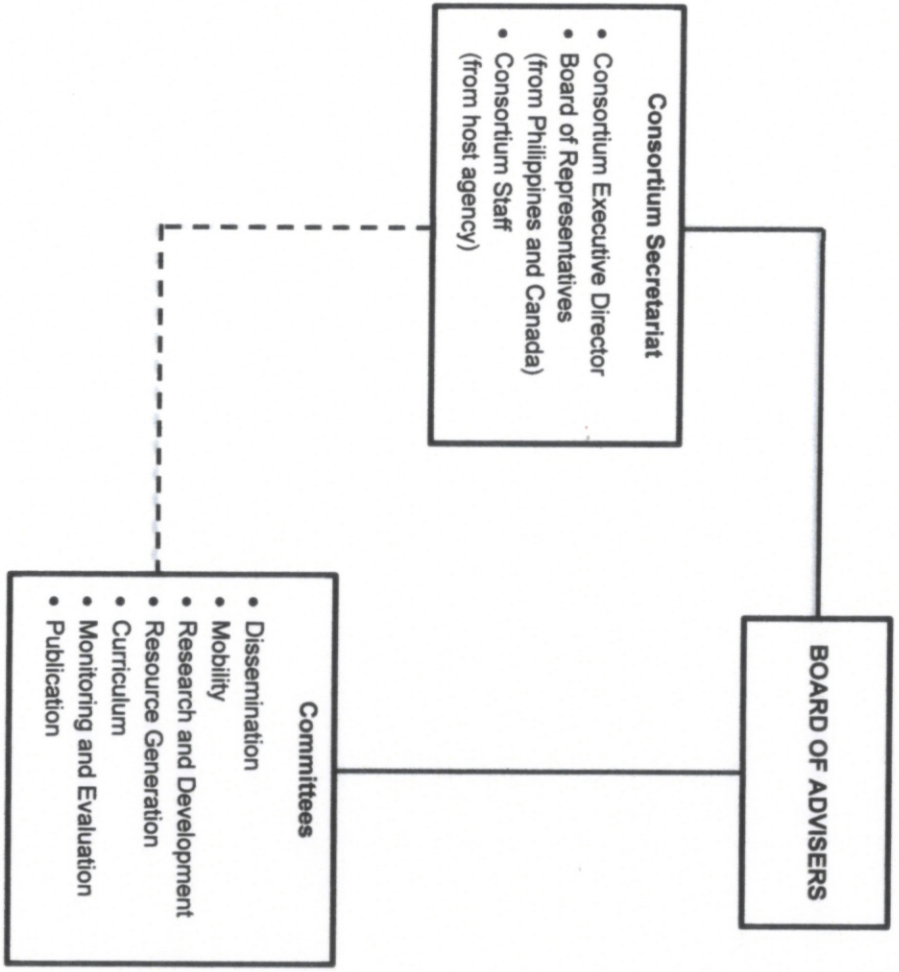 BOARD OF ADVISERS
Consortium Secretariat
• Consortium Executive Director
• Board of Representatives
(from Philippines and Canada)
• Consortium Staff
(from host agency)
Committees
• Dissemination
• Mobility
• Research and Development
• Resource Generation
• Curriculum
• Monitoring and Evaluation
• Publication